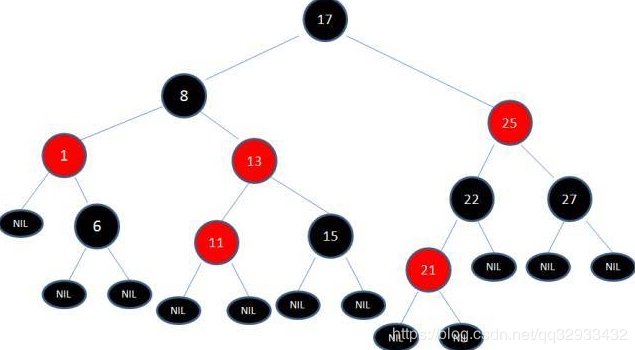 17
8
25
1
13
22
27
NIL
6
11
15
21
NIL
NIL
NIL
NIL
NIL
NIL
NIL
NIL
NIL
NIL
NIL
https://blog.csdn.net/qq32933432